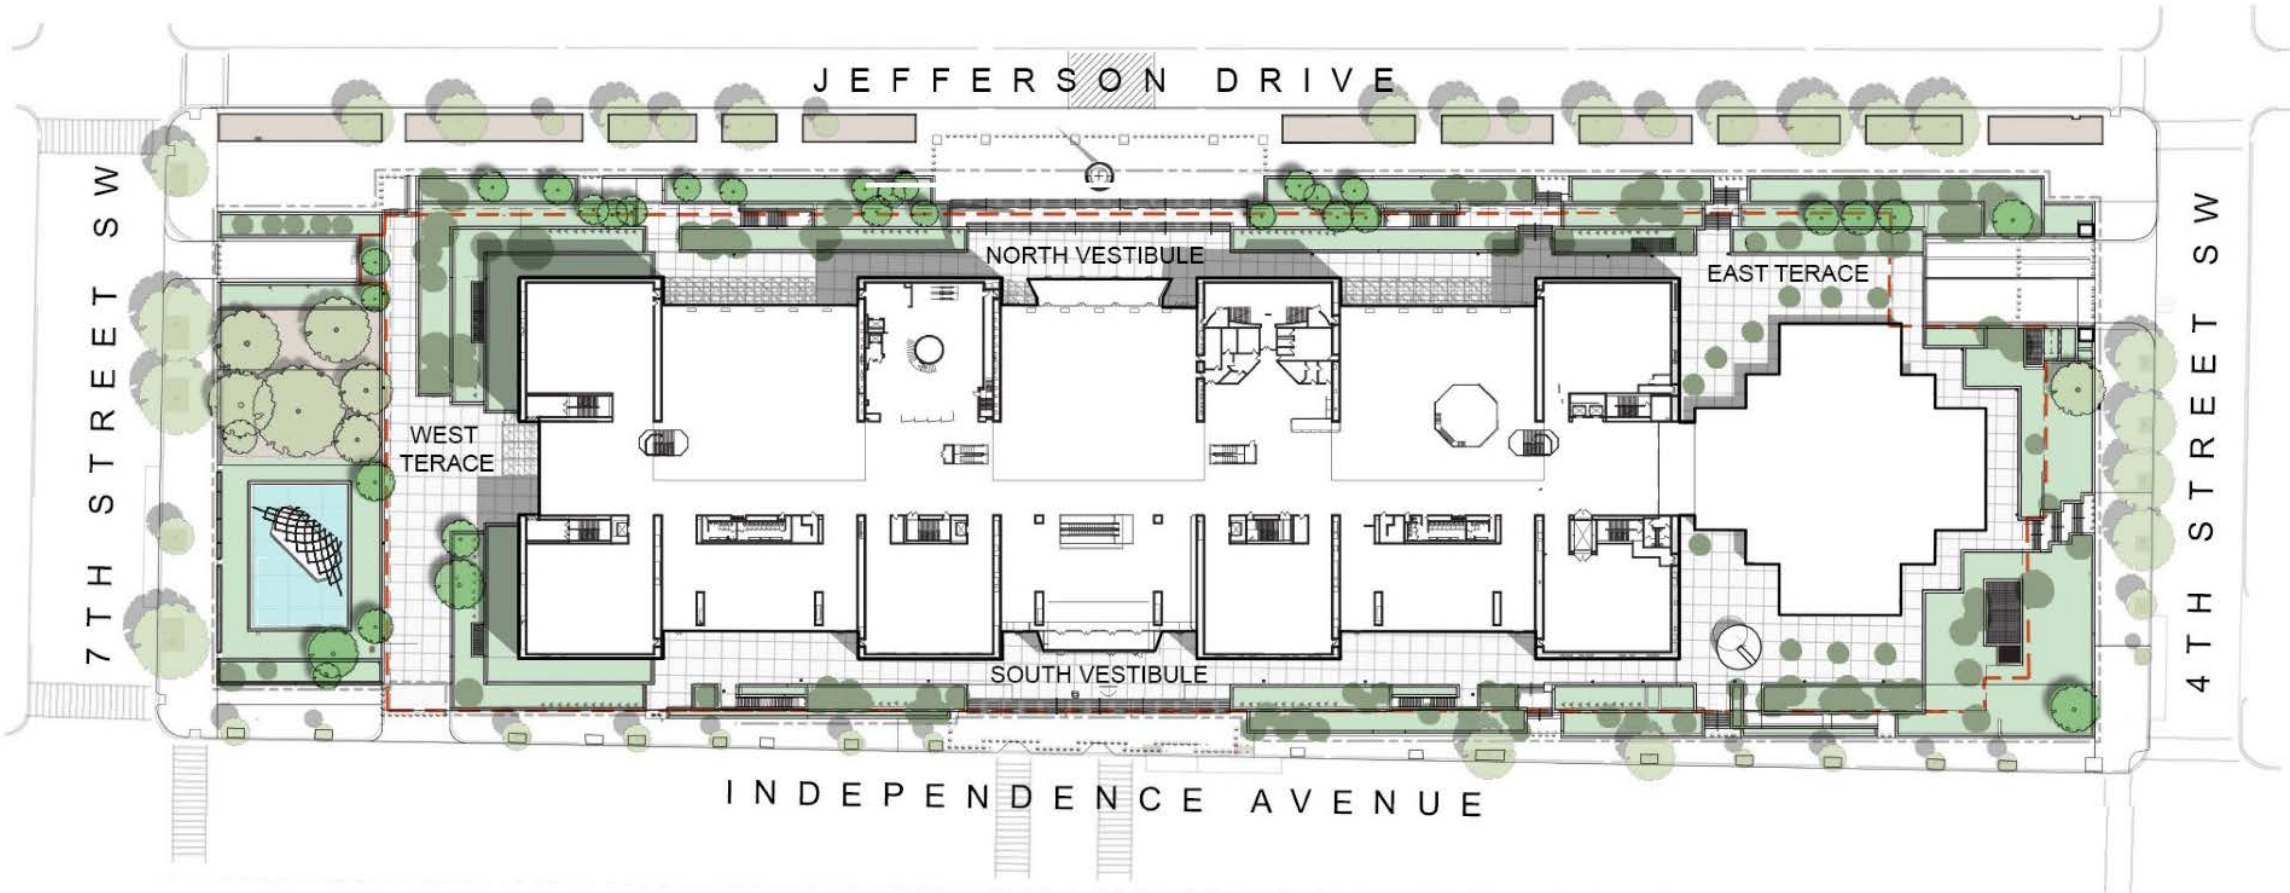 JEFFERSON DRIVE
7TH STREET SW
4TH STREET SW
NORTH VESTIBULE
EAST TERACE
WEST
TERACE
SOUTH VESTIBULE
INDEPENDENCE AVENUE